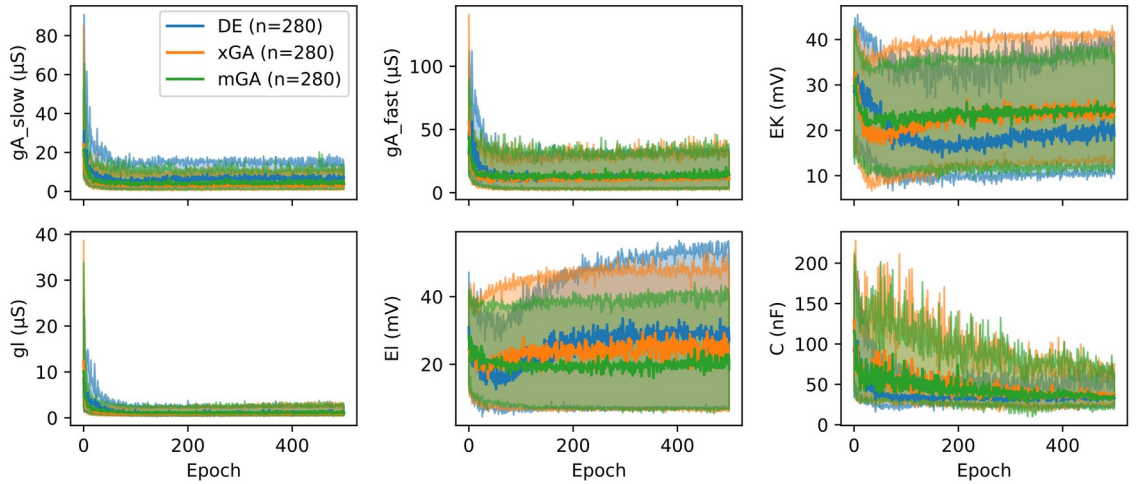 80
60
40
20
0
gA_slow (µS)
DE (n=280)
xGA (n=280)
mGA (n=280)
100
50
0
gA_fast (µS)
40
30
20
10
EK (mV)
40
30
20
10
0
gl (µS)
0 200 400
Epoch
40
20
El (mV)
0 200 400
Epoch
200
150
100
50
0
C (nF)
0 200 400
Epoch